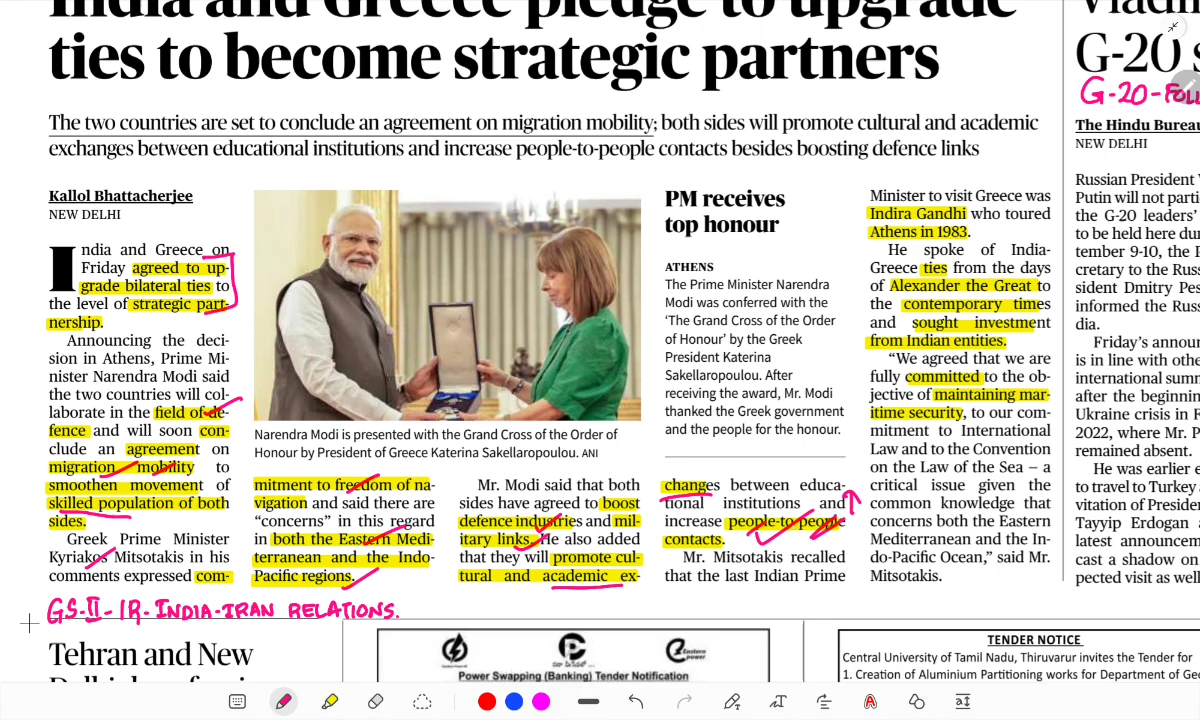 India and Greece pledge to upgrade
ties to become strategic partners
The two countries are set to conclude an agreement on migration mobility; both sides will promote cultural and academic
exchanges between educational institutions and increase people-to-people contacts besides boosting defence links
Kallol Bhattacherjee
NEW DELHI
India and Greece on
Friday agreed to up-
grade bilateral ties to
the level of strategic part-
nership.
Announcing the deci-
sion in Athens, Prime Mi-
nister Narendra Modi said
the two countries will col-
laborate in the field of de-
fence and will soon con-
clude an agreement on
migration mobility to
smoothen movement of
skilled population of both
sides.
Greek Prime Minister
Kyriakos Mitsotakis in his
comments expressed com-
Narendra Modi is presented with the Grand Cross of the Order of
Honour by President of Greece Katerina Sakellaropoulou. ANI
mitment to freedom of na-
vigation and said there are
“concerns” in this regard
in both the Eastern Medi-
terranean and the Indo-
Pacific regions.
Mr. Modi said that both
sides have agreed to boost
defence industries and mil-
itary links. He also added
that they will promote cul-
tural and academic ex-
PM receives
top honour
ATHENS
The Prime Minister Narendra
Modi was conferred with the
‘The Grand Cross of the Order
of Honour’ by the Greek
President Katerina
Sakellaropoulou. After
receiving the award, Mr. Modi
thanked the Greek government
and the people for the honour.
changes between educa-
tional institutions and
increase people-to people
contacts.
Mr. Mitsotakis recalled
that the last Indian Prime
Minister to visit Greece was
Indira Gandhi who toured
Athens in 1983.
He spoke of India-
Greece ties from the days
of Alexander the Great to
the contemporary times
and sought investment
from Indian entities.
“We agreed that we are
fully committed to the ob-
jective of maintaining mar-
itime security, to our com-
mitment to International
Law and to the Convention
on the Law of the Sea – a
critical issue given the
common knowledge that
concerns both the Eastern
Mediterranean and the In-
do-Pacific Ocean,” said Mr.
Mitsotakis.
G-20 s
G-20-FOLL
The Hindu Bureau
NEW DELHI
Russian President V
Putin will not parti
the G-20 leaders’
to be held here dur
tember 9-10, the P
cretary to the Russ
sident Dmitry Pes
informed the Russ
dia.
Friday’s annou
is in line with othe
international summ
after the beginnin
Ukraine crisis in F
2022, where Mr. P
remained absent.
He was earlier e
to travel to Turkey
vitation of Presiden
Tayyip Erdogan a
latest announcem
cast a shadow on
pected visit as well
GS-II-IR-INDIA-IRAN RELATIONS.
Tehran and New
Eastern power
Power Swapping (Banking) Tender Notification
TENDER NOTICE
Central University of Tamil Nadu, Thiruvarur invites the Tender for
1. Creation of Aluminium Partitioning works for Department of Geo